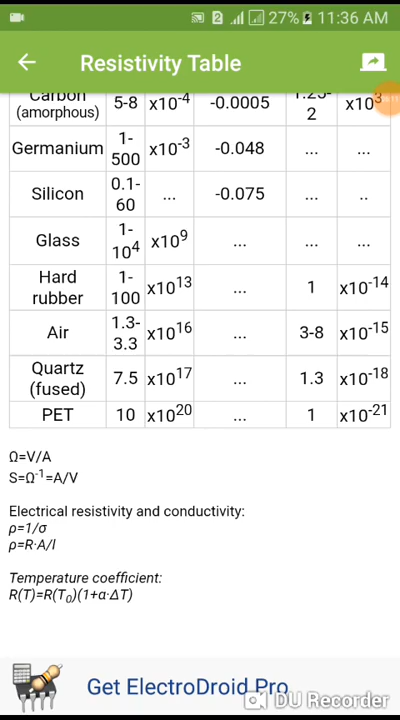 27% 11:36 AM
Resistivity Table
Carbon (amorphous) 5-8 x10⁻⁴ -0.0005 1.25-2 x10³
Germanium 1-500 x10⁻³ -0.048 ... ...
Silicon 0.1-60 ... -0.075 ... ..
Glass 1-10⁴ x10⁹ ... ... ...
Hard rubber 1-100 x10¹³ ... 1 x10⁻¹⁴
Air 1.3-3.3 x10¹⁶ ... 3-8 x10⁻¹⁵
Quartz (fused) 7.5 x10¹⁷ ... 1.3 x10⁻¹⁸
PET 10 x10²⁰ ... 1 x10⁻²¹
Ω=V/A
S=Ω⁻¹=A/V
Electrical resistivity and conductivity:
ρ=1/σ
ρ=R·A/l
Temperature coefficient:
R(T)=R(T₀)(1+α·ΔT)
Get ElectroDroid Pro
DU Recorder